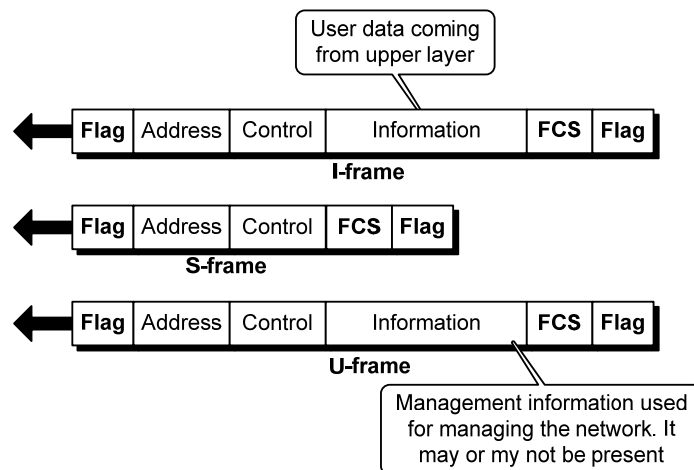 User data coming
from upper layer
Flag Address Control Information FCS Flag
I-frame
Flag Address Control FCS Flag
S-frame
Flag Address Control Information FCS Flag
U-frame
Management information used
for managing the network. It
may or my not be present